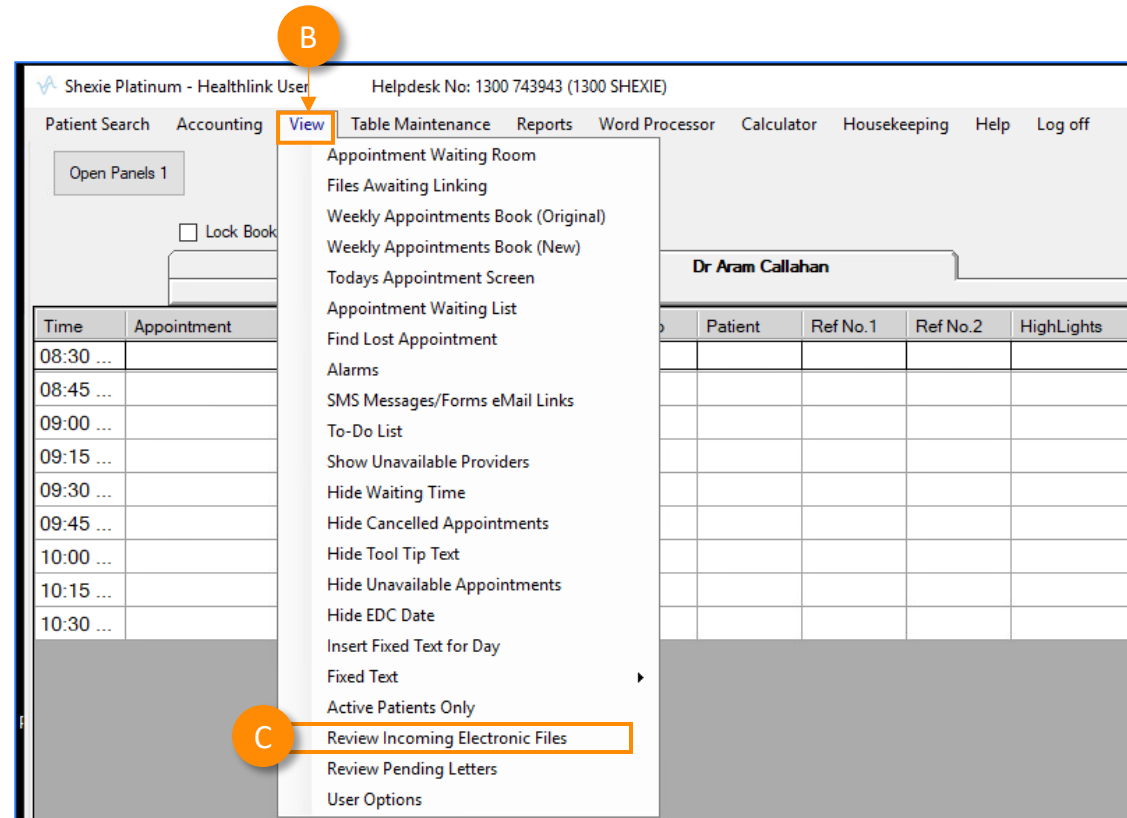 B
Shexie Platinum - Healthlink User Helpdesk No: 1300 743943 (1300 SHEXIE)
Patient Search Accounting View Table Maintenance Reports Word Processor Calculator Housekeeping Help Log off
Open Panels 1
Lock Book
Dr Aram Callahan
Time Appointment Patient Ref No.1 Ref No.2 HighLights
08:30 ...
08:45 ...
09:00 ...
09:15 ...
09:30 ...
09:45 ...
10:00 ...
10:15 ...
10:30 ...
Appointment Waiting Room
Files Awaiting Linking
Weekly Appointments Book (Original)
Weekly Appointments Book (New)
Todays Appointment Screen
Appointment Waiting List
Find Lost Appointment
Alarms
SMS Messages/Forms eMail Links
To-Do List
Show Unavailable Providers
Hide Waiting Time
Hide Cancelled Appointments
Hide Tool Tip Text
Hide Unavailable Appointments
Hide EDC Date
Insert Fixed Text for Day
Fixed Text
Active Patients Only
C
Review Incoming Electronic Files
Review Pending Letters
User Options